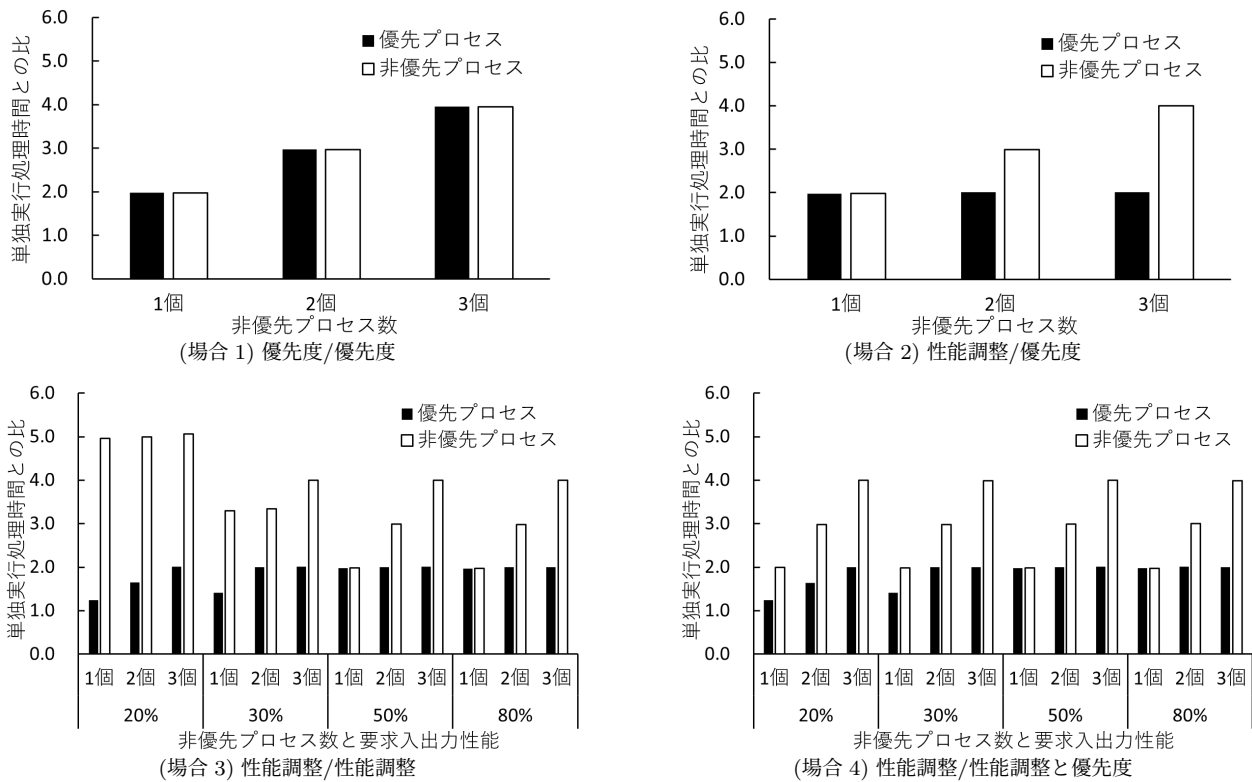 単独実行処理時間との比
6.0
5.0
4.0
3.0
2.0
1.0
0.0
優先プロセス
非優先プロセス
1個 2個 3個
非優先プロセス数
(場合 1) 優先度/優先度
単独実行処理時間との比
6.0
5.0
4.0
3.0
2.0
1.0
0.0
優先プロセス
非優先プロセス
1個 2個 3個
非優先プロセス数
(場合 2) 性能調整/優先度
単独実行処理時間との比
6.0
5.0
4.0
3.0
2.0
1.0
0.0
優先プロセス
非優先プロセス
1個 2個 3個 1個 2個 3個 1個 2個 3個 1個 2個 3個
20% 30% 50% 80%
非優先プロセス数と要求入出力性能
(場合 3) 性能調整/性能調整
単独実行処理時間との比
6.0
5.0
4.0
3.0
2.0
1.0
0.0
優先プロセス
非優先プロセス
1個 2個 3個 1個 2個 3個 1個 2個 3個 1個 2個 3個
20% 30% 50% 80%
非優先プロセス数と要求入出力性能
(場合 4) 性能調整/性能調整と優先度